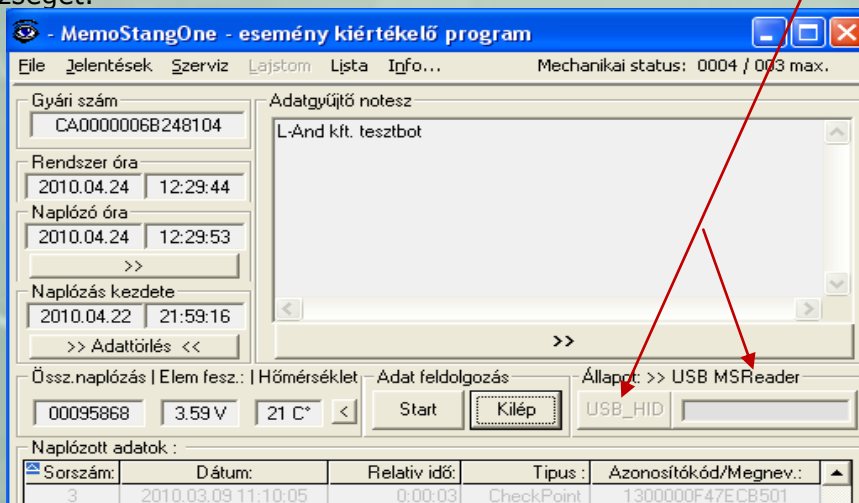 zséget.
- MemoStangOne - esemény kiértékelő program
File Jelentések Szerviz Lajstom Lista Infο... Mechanikai status: 0004 / 003 max.
Gyári szám
CA0000006B248104
Adatgyűjtő notesz
L-And kft. tesztbot
Rendszer óra
2010.04.24 12:29:44
Naplózó óra
2010.04.24 12:29:53
>>
Naplózás kezdete
2010.04.22 21:59:16
>> Adattörlés <<
>>
Össz.naplózás | Elem fesz.: | Hőmérséklet
00095868 3.59 V 21 C° <
Adat feldolgozás
Start Kilép
Állapot: >> USB MSReader
USB_HID
Naplózott adatok :
Sorszám: Dátum: Relativ idő: Tipus : Azonosítókód/Megnev.:
3 2010.03.09 11:10:05 0:00:03 CheckPoint 1300000F47ECB501